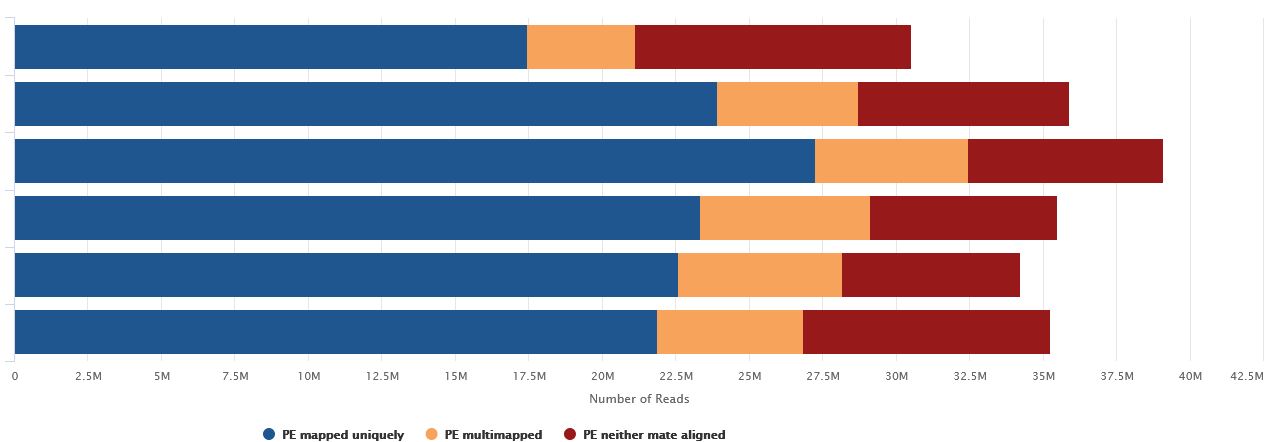 0 2.5M 5M 7.5M 10M 12.5M 15M 17.5M 20M 22.5M 25M 27.5M 30M 32.5M 35M 37.5M 40M 42.5M
Number of Reads
PE mapped uniquely PE multimapped PE neither mate aligned